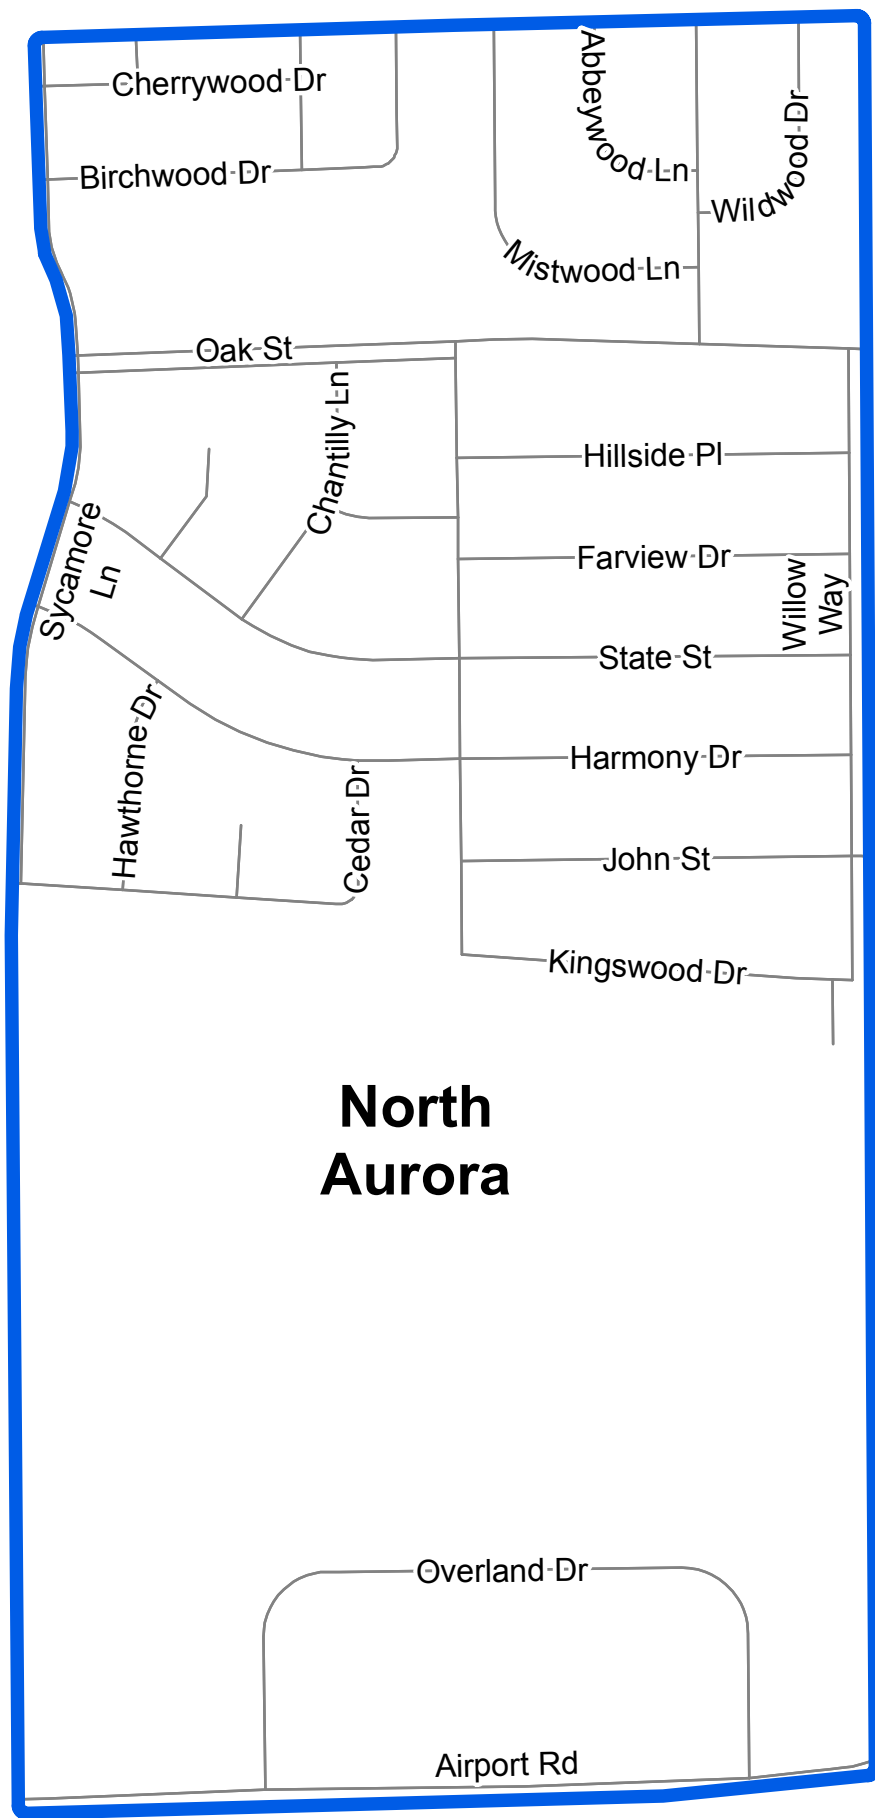 Cherrywood Dr
Birchwood Dr
Abbeywood Ln
Wildwood Dr
Mistwood Ln
Oak St
Chantilly Ln
Hillside Pl
Sycamore
Ln
Farview Dr
Willow
Way
State St
Hawthorne Dr
Harmony Dr
Cedar Dr
John St
Kingswood Dr
North
Aurora
Overland Dr
Airport Rd